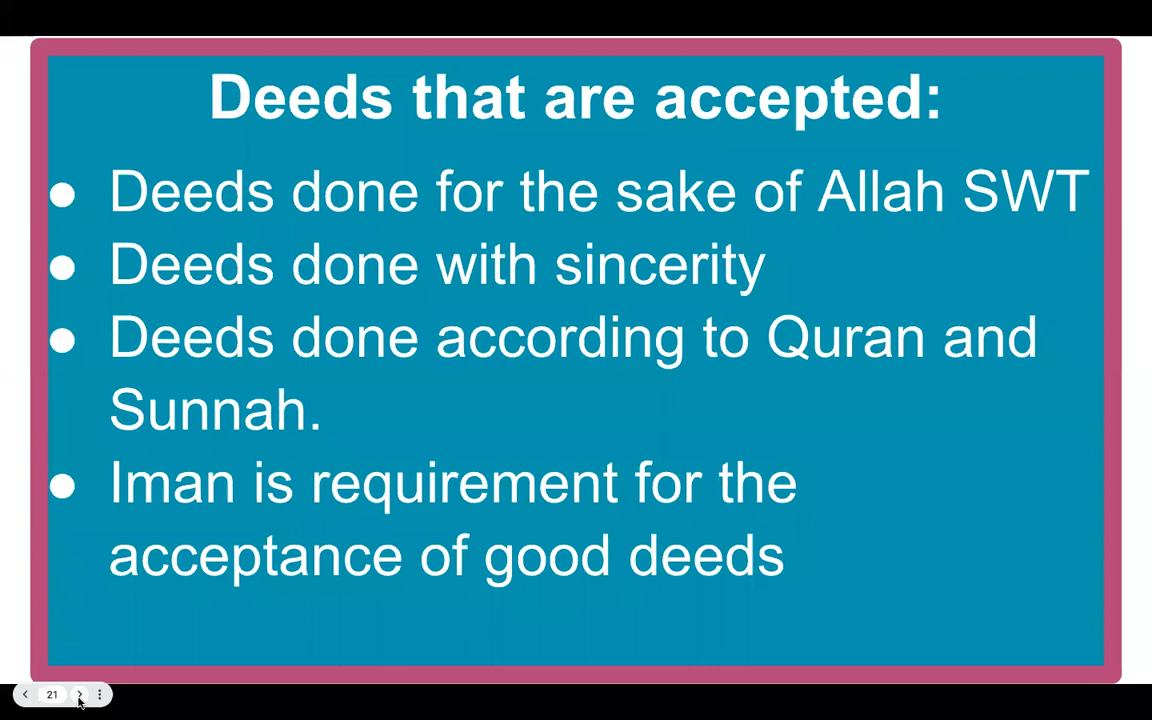 Deeds that are accepted:
● Deeds done for the sake of Allah SWT
● Deeds done with sincerity
● Deeds done according to Quran and
Sunnah.
● Iman is requirement for the
acceptance of good deeds
21